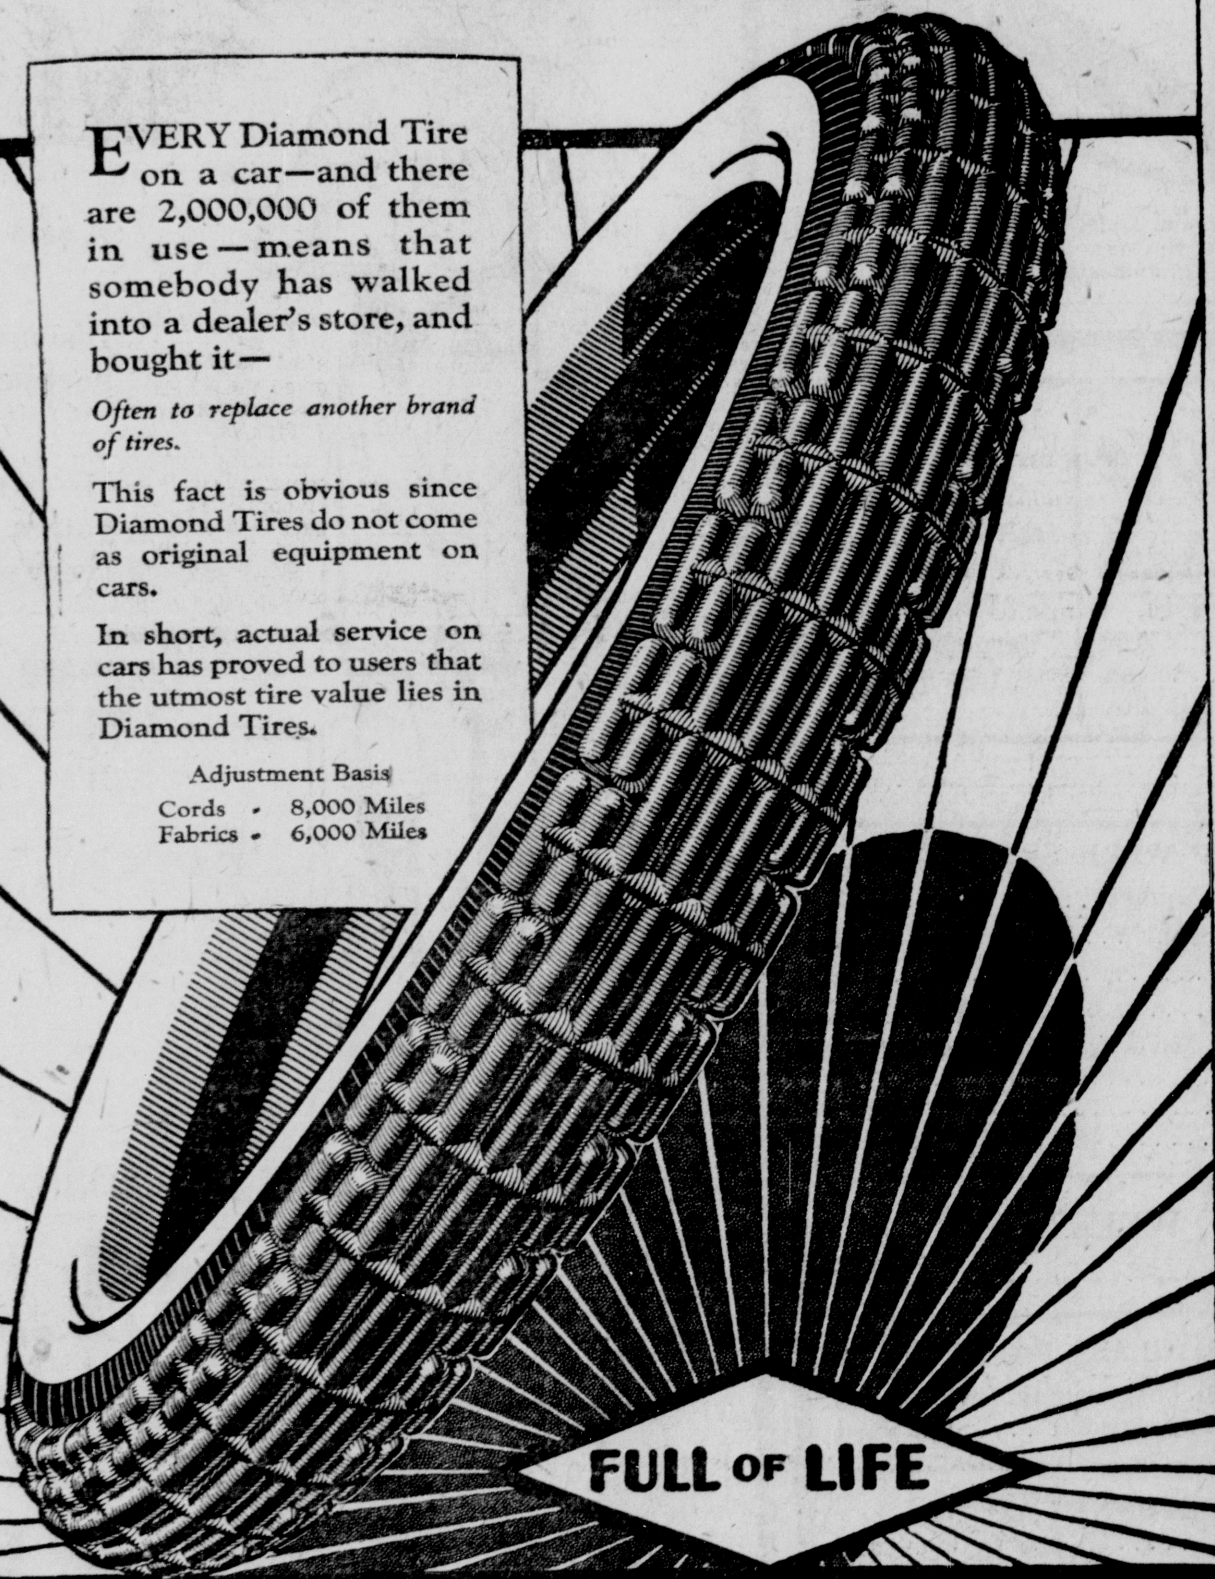 EVERY Diamond Tire
on a car—and there
are 2,000,000 of them
in use—means that
somebody has walked
into a dealer's store, and
bought it—
Often to replace another brand
of tires.
This fact is obvious since
Diamond Tires do not come
as original equipment on
cars.
In short, actual service on
cars has proved to users that
the utmost tire value lies in
Diamond Tires.
Adjustment Basis
Cords - 8,000 Miles
Fabrics - 6,000 Miles
FULL OF LIFE